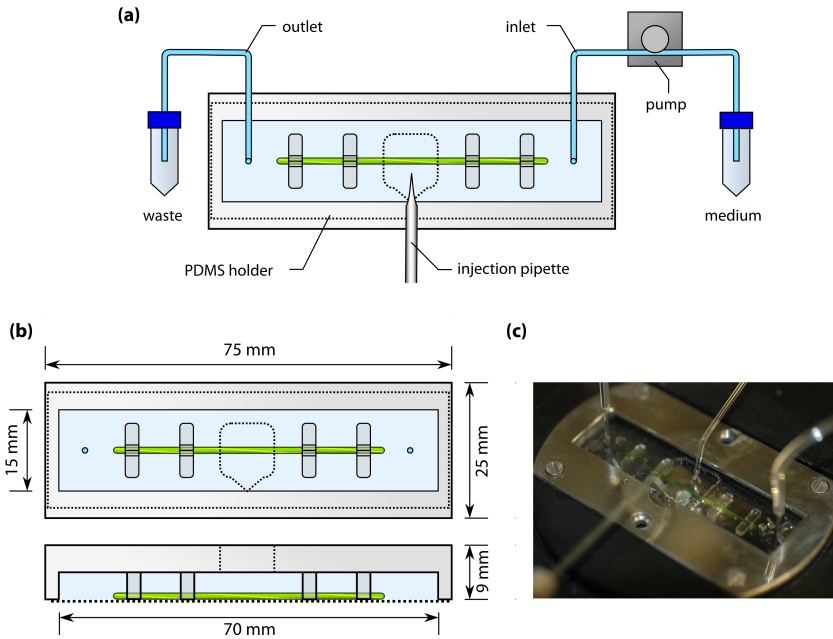 (a)
outlet
inlet
pump
waste
medium
PDMS holder
injection pipette
(b)
(c)
75 mm
15 mm
25 mm
9 mm
70 mm